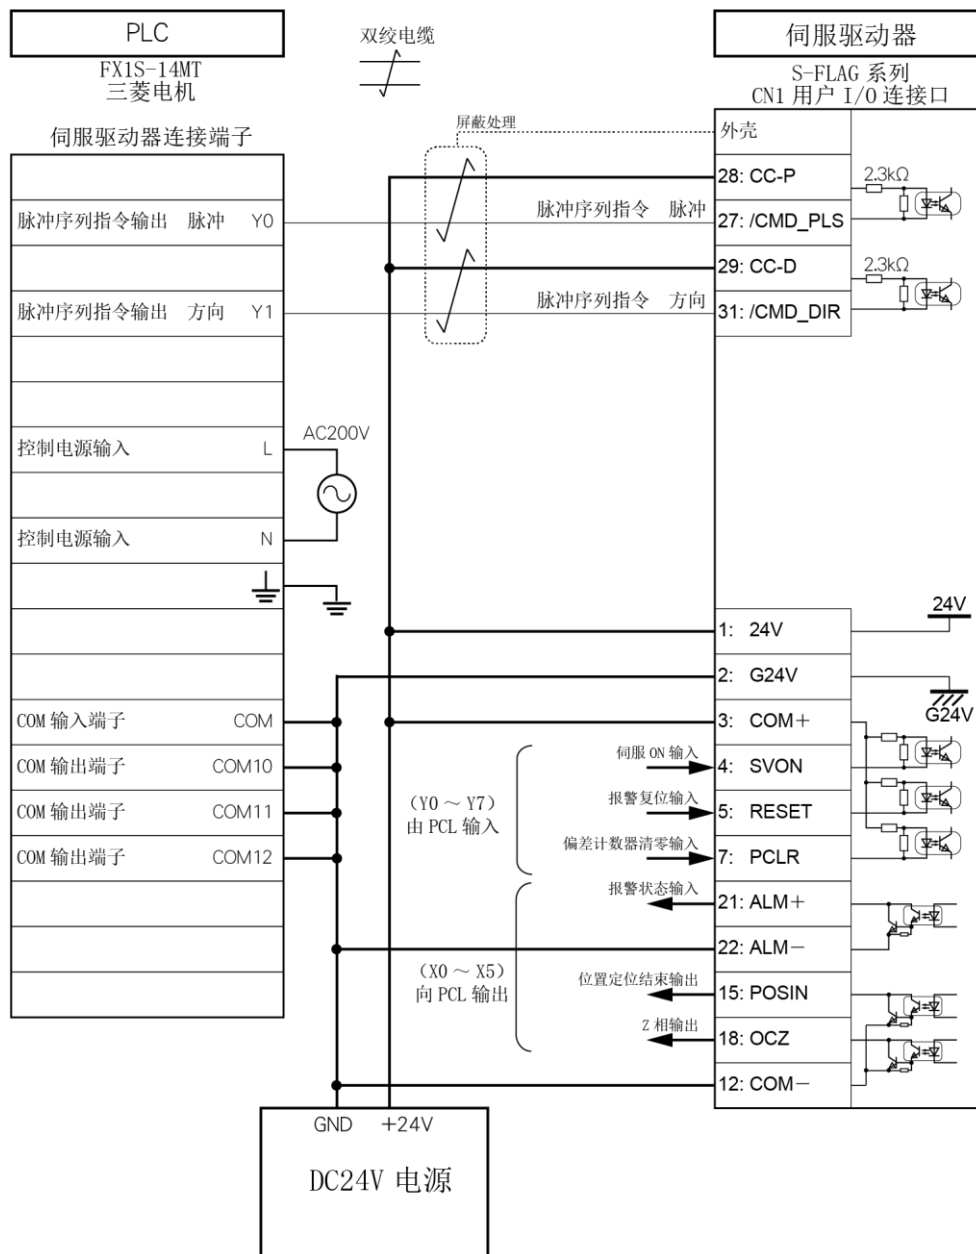 PLC
FX1S-14MT
三菱电机
伺服驱动器连接端子
双绞电缆
屏蔽处理
伺服驱动器
S-FLAG 系列
CN1 用户 I/O 连接口
外壳
28: CC-P
2.3kΩ
脉冲序列指令输出 脉冲 Y0
脉冲序列指令 脉冲
27: /CMD_PLS
29: CC-D
2.3kΩ
脉冲序列指令输出 方向 Y1
脉冲序列指令 方向
31: /CMD_DIR
控制电源输入 L
AC200V
控制电源输入 N
1: 24V
24V
2: G24V
G24V
COM 输入端子 COM
3: COM+
COM 输出端子 COM10
伺服 ON 输入
4: SVON
COM 输出端子 COM11
报警复位输入
5: RESET
(Y0 ~ Y7)
由 PCL 输入
COM 输出端子 COM12
偏差计数器清零输入
7: PCLR
报警状态输入
21: ALM+
22: ALM-
(X0 ~ X5)
向 PCL 输出
位置定位结束输出
15: POSIN
Z 相输出
18: OCZ
12: COM-
GND +24V
DC24V 电源